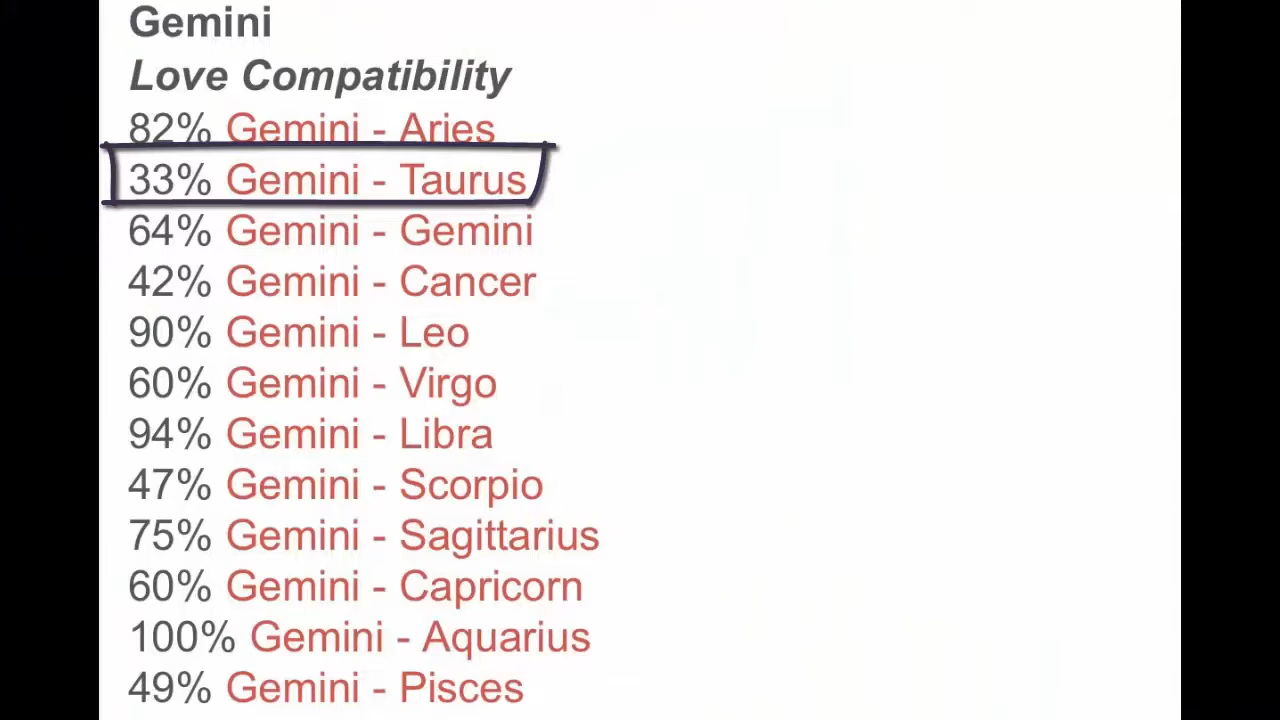 Gemini
Love Compatibility
82% Gemini - Aries
33% Gemini - Taurus
64% Gemini - Gemini
42% Gemini - Cancer
90% Gemini - Leo
60% Gemini - Virgo
94% Gemini - Libra
47% Gemini - Scorpio
75% Gemini - Sagittarius
60% Gemini - Capricorn
100% Gemini - Aquarius
49% Gemini - Pisces